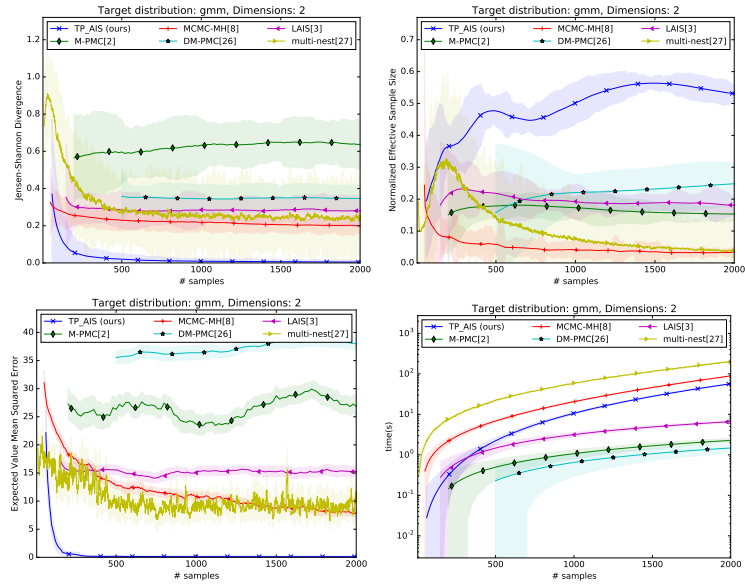 Target distribution: gmm, Dimensions: 2
TP_AIS (ours) MCMC-MH[8] LAIS[3]
M-PMC[2] DM-PMC[26] multi-nest[27]
Jensen-Shannon Divergence
1.2
1.0
0.8
0.6
0.4
0.2
0.0
500 1000 1500 2000
# samples
Target distribution: gmm, Dimensions: 2
TP_AIS (ours) MCMC-MH[8] LAIS[3]
M-PMC[2] DM-PMC[26] multi-nest[27]
Normalized Effective Sample Size
0.7
0.6
0.5
0.4
0.3
0.2
0.1
0.0
500 1000 1500 2000
# samples
Target distribution: gmm, Dimensions: 2
TP_AIS (ours) MCMC-MH[8] LAIS[3]
M-PMC[2] DM-PMC[26] multi-nest[27]
Expected Value Mean Squared Error
40
35
30
25
20
15
10
5
0
500 1000 1500 2000
# samples
Target distribution: gmm, Dimensions: 2
TP_AIS (ours) MCMC-MH[8] LAIS[3]
M-PMC[2] DM-PMC[26] multi-nest[27]
time(s)
10^3
10^2
10^1
10^0
10^-1
10^-2
500 1000 1500 2000
# samples